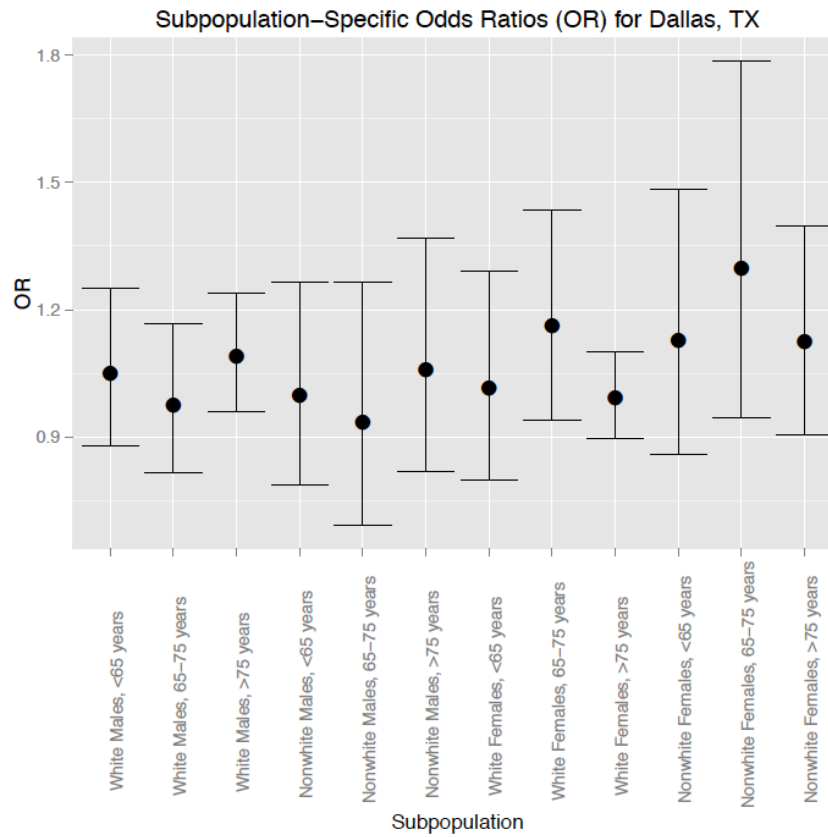 Subpopulation−Specific Odds Ratios (OR) for Dallas, TX
1.8
1.5
1.2
0.9
OR
White Males, <65 years
White Males, 65−75 years
White Males, >75 years
Nonwhite Males, <65 years
Nonwhite Males, 65−75 years
Nonwhite Males, >75 years
White Females, <65 years
White Females, 65−75 years
White Females, >75 years
Nonwhite Females, <65 years
Nonwhite Females, 65−75 years
Nonwhite Females, >75 years
Subpopulation